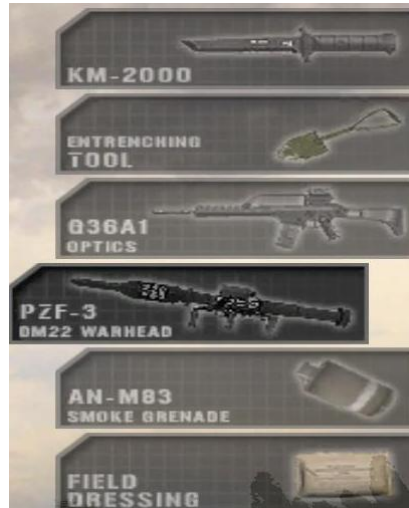 KM-2000
ENTRENCHING
TOOL
G36A1
OPTICS
PZF-3
DM22 WARHEAD
AN-M83
SMOKE GRENADE
FIELD
DRESSING